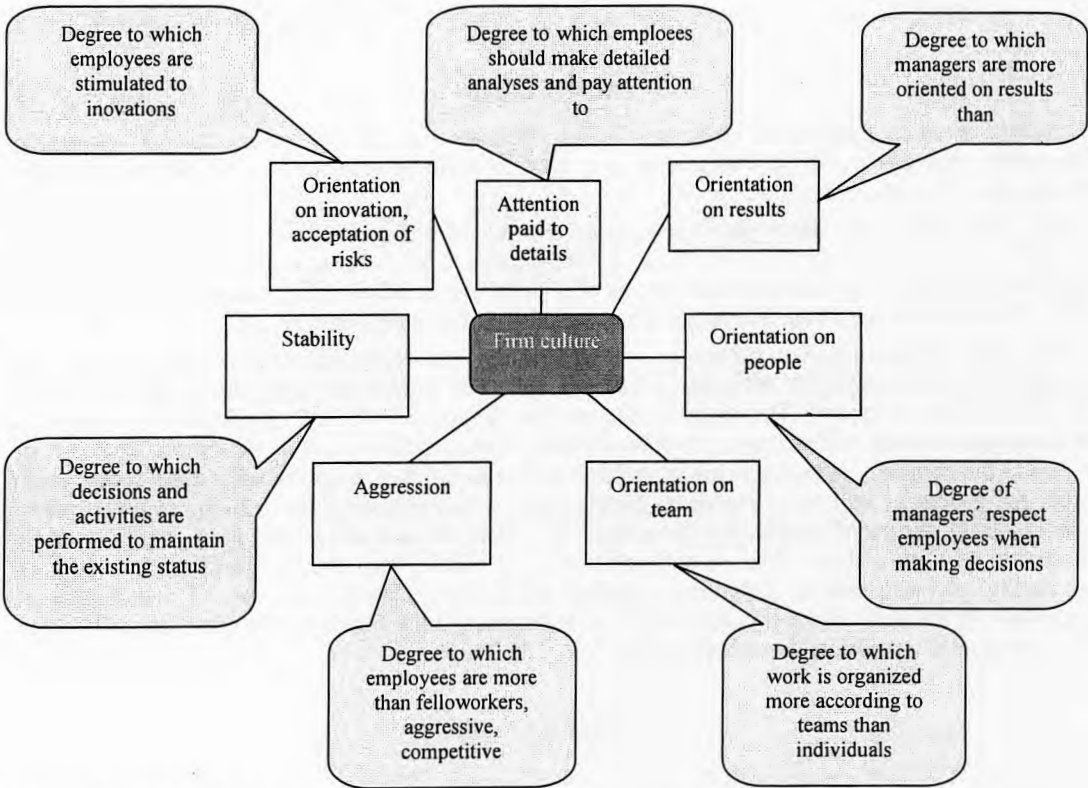 Degree to which
employees are
stimulated to
inovations
Degree to which emploees
should make detailed
analyses and pay attention
to
Degree to which
managers are more
oriented on results
than
Orientation
on inovation,
acceptation of
risks
Attention
paid to
details
Orientation
on results
Stability
Firm culture
Orientation on
people
Degree to which
decisions and
activities are
performed to maintain
the existing status
Aggression
Orientation on
team
Degree of
managers´ respect
employees when
making decisions
Degree to which
employees are more
than felloworkers,
aggressive,
competitive
Degree to which
work is organized
more according to
teams than
individuals